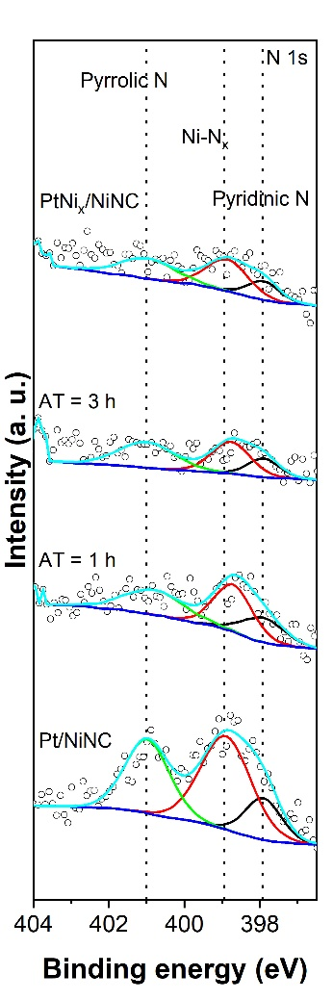 N 1s
Pyrrolic N
Ni-Nx
Pyridinic N
PtNix/NiNC
AT = 3 h
AT = 1 h
Pt/NiNC
Intensity (a. u.)
404 402 400 398
Binding energy (eV)